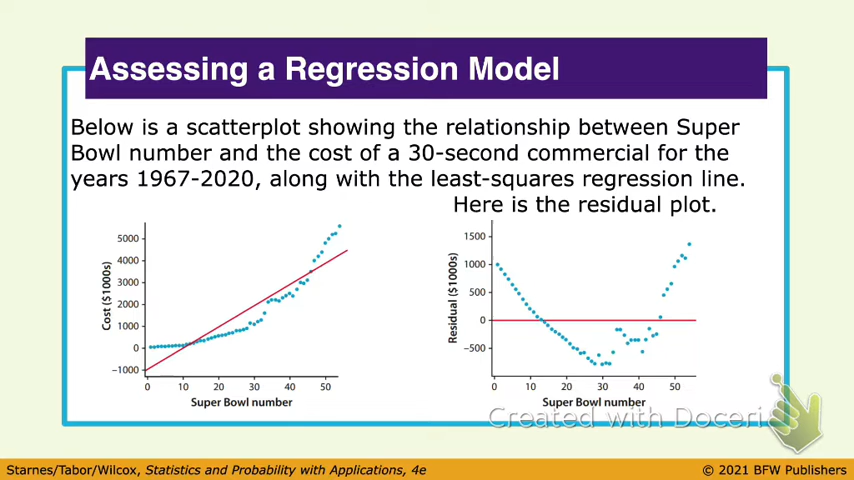 Assessing a Regression Model
Below is a scatterplot showing the relationship between Super
Bowl number and the cost of a 30-second commercial for the
years 1967-2020, along with the least-squares regression line.
Here is the residual plot.
Cost ($1000s)
5000
4000
3000
2000
1000
0
−1000
0 10 20 30 40 50
Super Bowl number
Residual ($1000s)
1500
1000
500
0
−500
0 10 20 30 40 50
Super Bowl number
Created with Doceri
Starnes/Tabor/Wilcox, Statistics and Probability with Applications, 4e
© 2021 BFW Publishers